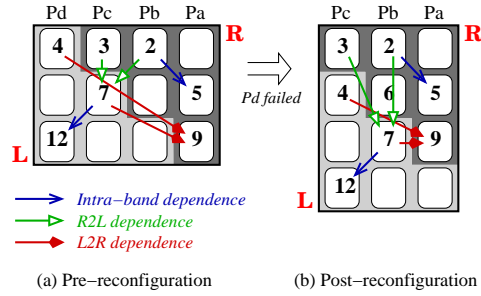 Pd Pc Pb Pa
4 3 2 R
7 5
12 9
L
Pd failed
Pc Pb Pa
3 2 R
4 6 5
7 9
12
L
Intra−band dependence
R2L dependence
L2R dependence
(a) Pre−reconfiguration
(b) Post−reconfiguration